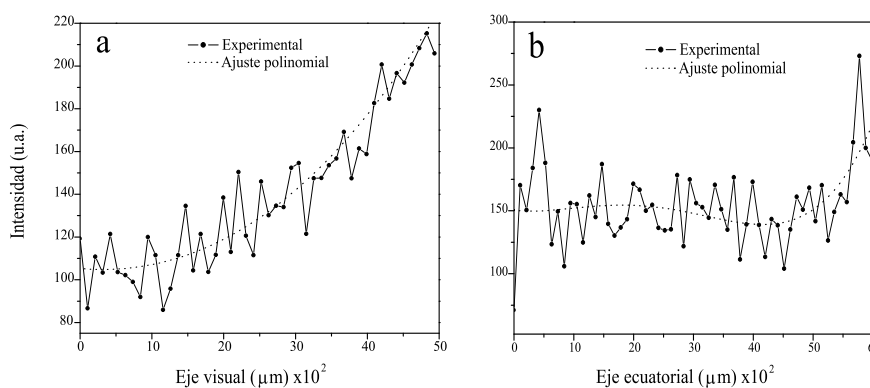 a
Experimental
Ajuste polinomial
Intensidad (u.a.)
220
200
180
160
140
120
100
80
0 10 20 30 40 50
Eje visual (μm) x10²
b
Experimental
Ajuste polinomial
300
250
200
150
100
0 10 20 30 40 50 6
Eje ecuatorial (μm) x10²